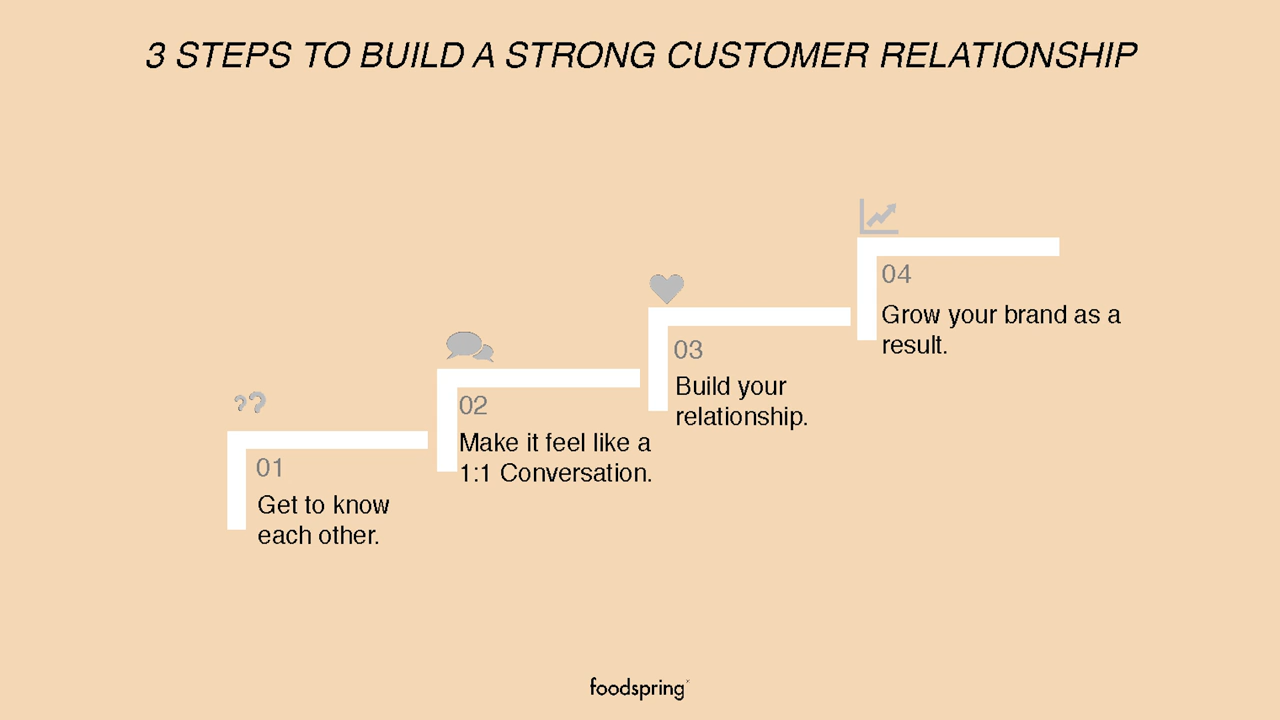 3 STEPS TO BUILD A STRONG CUSTOMER RELATIONSHIP
01
Get to know
each other.
02
Make it feel like a
1:1 Conversation.
03
Build your
relationship.
04
Grow your brand as a
result.
foodspring